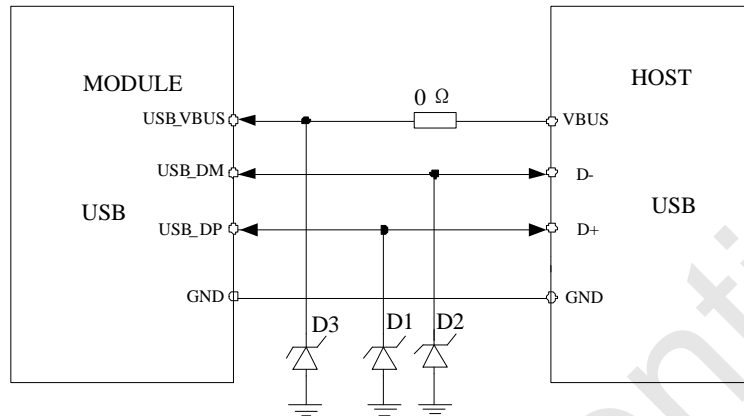 MODULE
HOST
0 Ω
USB_VBUS
VBUS
USB_DM
D-
USB
USB
USB_DP
D+
GND
GND
D3
D1
D2